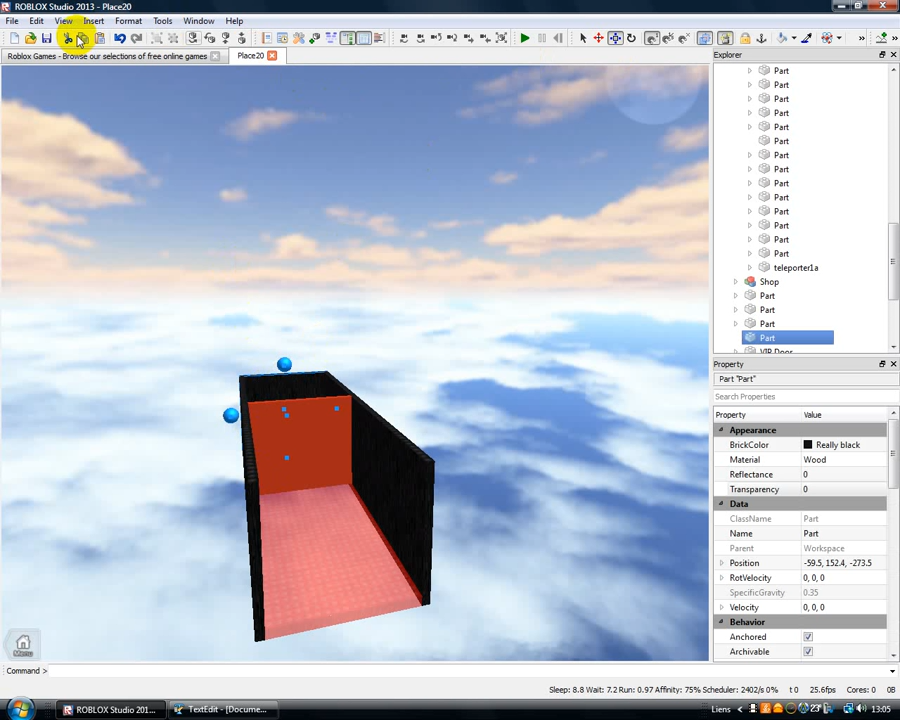 ROBLOX Studio 2013 - Place20
File Edit View Insert Format Tools Window Help
Roblox Games - Browse our selections of free online games
Place20
Explorer
Part
Part
Part
Part
Part
Part
Part
Part
Part
Part
Part
Part
Part
Part
teleporter1a
Shop
Part
Part
Part
Part
VIP Door
Property
Part "Part"
Search Properties
Property Value
Appearance
BrickColor Really black
Material Wood
Reflectance 0
Transparency 0
Data
ClassName Part
Name Part
Parent Workspace
Position -59.5, 152.4, -273.5
RotVelocity 0, 0, 0
SpecificGravity 0.35
Velocity 0, 0, 0
Behavior
Anchored
Archivable
Menu
Command >
Sleep: 8.8 Wait: 7.2 Run: 0.97 Affinity: 75% Scheduler: 2402/s 0% t 0 25.6fps Cores: 0 0B
ROBLOX Studio 201... TextEdit - [Docume... Liens » 23° 13:05